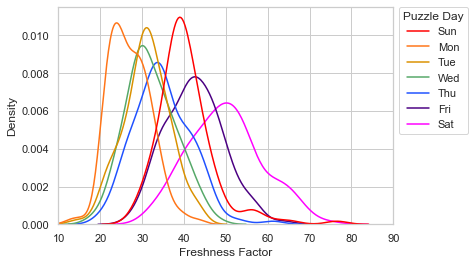 Puzzle Day
Sun
Mon
Tue
Wed
Thu
Fri
Sat
Density
0.010
0.008
0.006
0.004
0.002
0.000
10 20 30 40 50 60 70 80 90
Freshness Factor